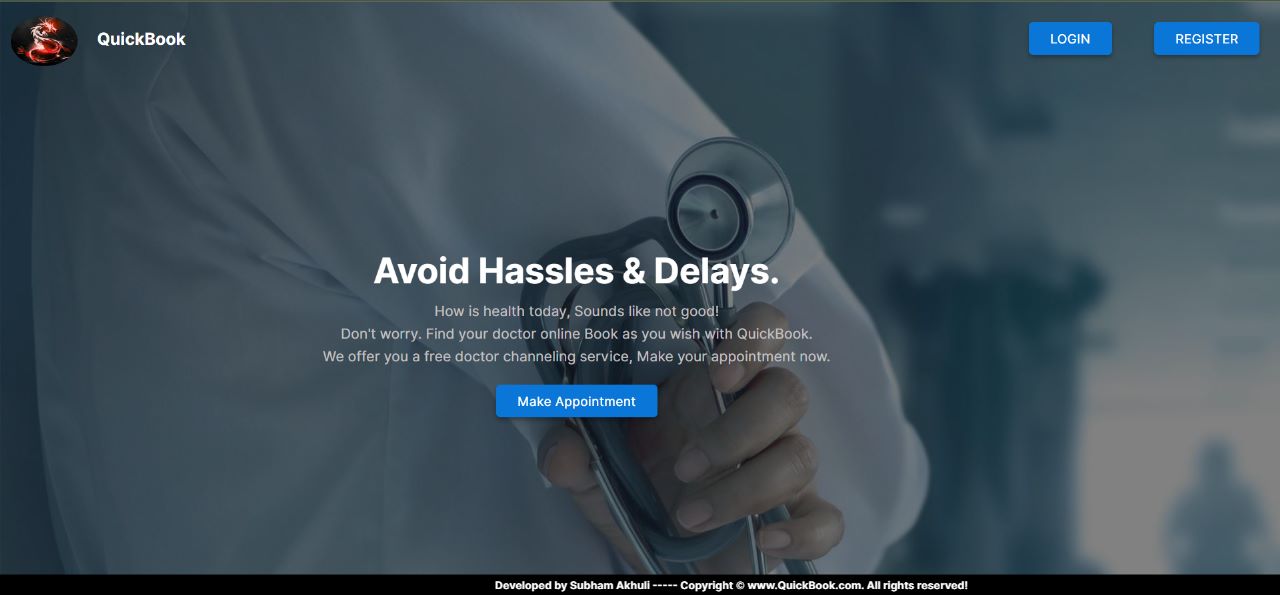 QuickBook
LOGIN
REGISTER
Avoid Hassles & Delays.
How is health today, Sounds like not good!
Don't worry. Find your doctor online Book as you wish with QuickBook.
We offer you a free doctor channeling service, Make your appointment now.
Make Appointment
Developed by Subham Akhuli ----- Copyright © www.QuickBook.com. All rights reserved!